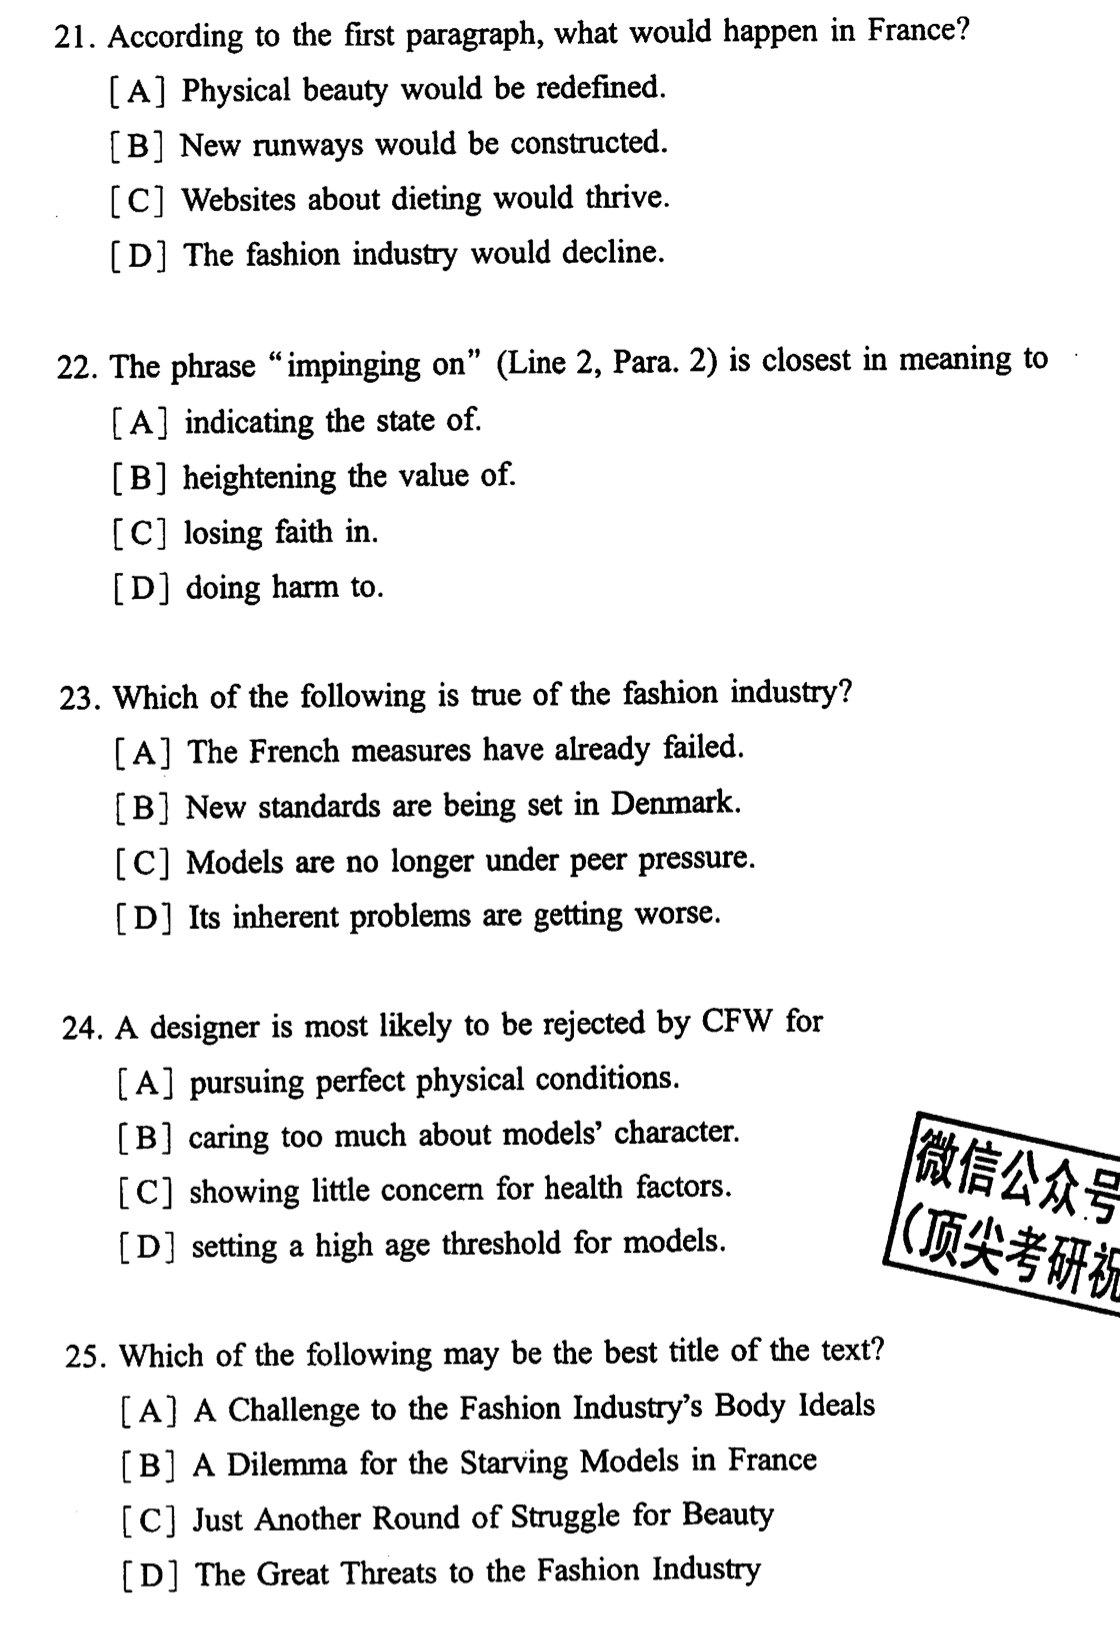 21. According to the first paragraph, what would happen in France?
[A] Physical beauty would be redefined.
[B] New runways would be constructed.
[C] Websites about dieting would thrive.
[D] The fashion industry would decline.
22. The phrase “impinging on” (Line 2, Para. 2) is closest in meaning to
[A] indicating the state of.
[B] heightening the value of.
[C] losing faith in.
[D] doing harm to.
23. Which of the following is true of the fashion industry?
[A] The French measures have already failed.
[B] New standards are being set in Denmark.
[C] Models are no longer under peer pressure.
[D] Its inherent problems are getting worse.
24. A designer is most likely to be rejected by CFW for
[A] pursuing perfect physical conditions.
[B] caring too much about models’ character.
[C] showing little concern for health factors.
[D] setting a high age threshold for models.
微信公众号
(顶尖考研祝
25. Which of the following may be the best title of the text?
[A] A Challenge to the Fashion Industry’s Body Ideals
[B] A Dilemma for the Starving Models in France
[C] Just Another Round of Struggle for Beauty
[D] The Great Threats to the Fashion Industry